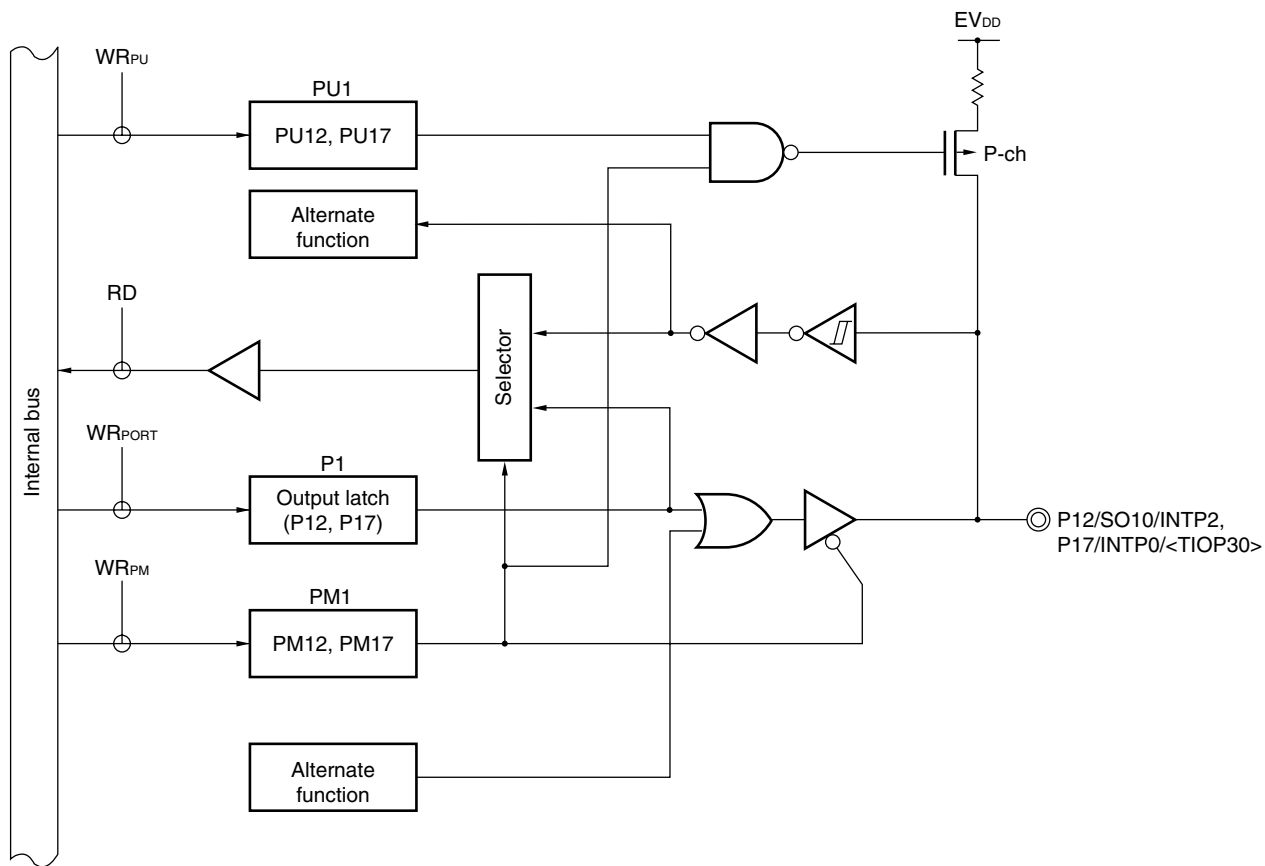 EVDD
WRPU
PU1
PU12, PU17
P-ch
Alternate
function
RD
Selector
Internal bus
WRPORT
P1
Output latch
(P12, P17)
P12/SO10/INTP2,
P17/INTP0/<TIOP30>
WRPM
PM1
PM12, PM17
Alternate
function